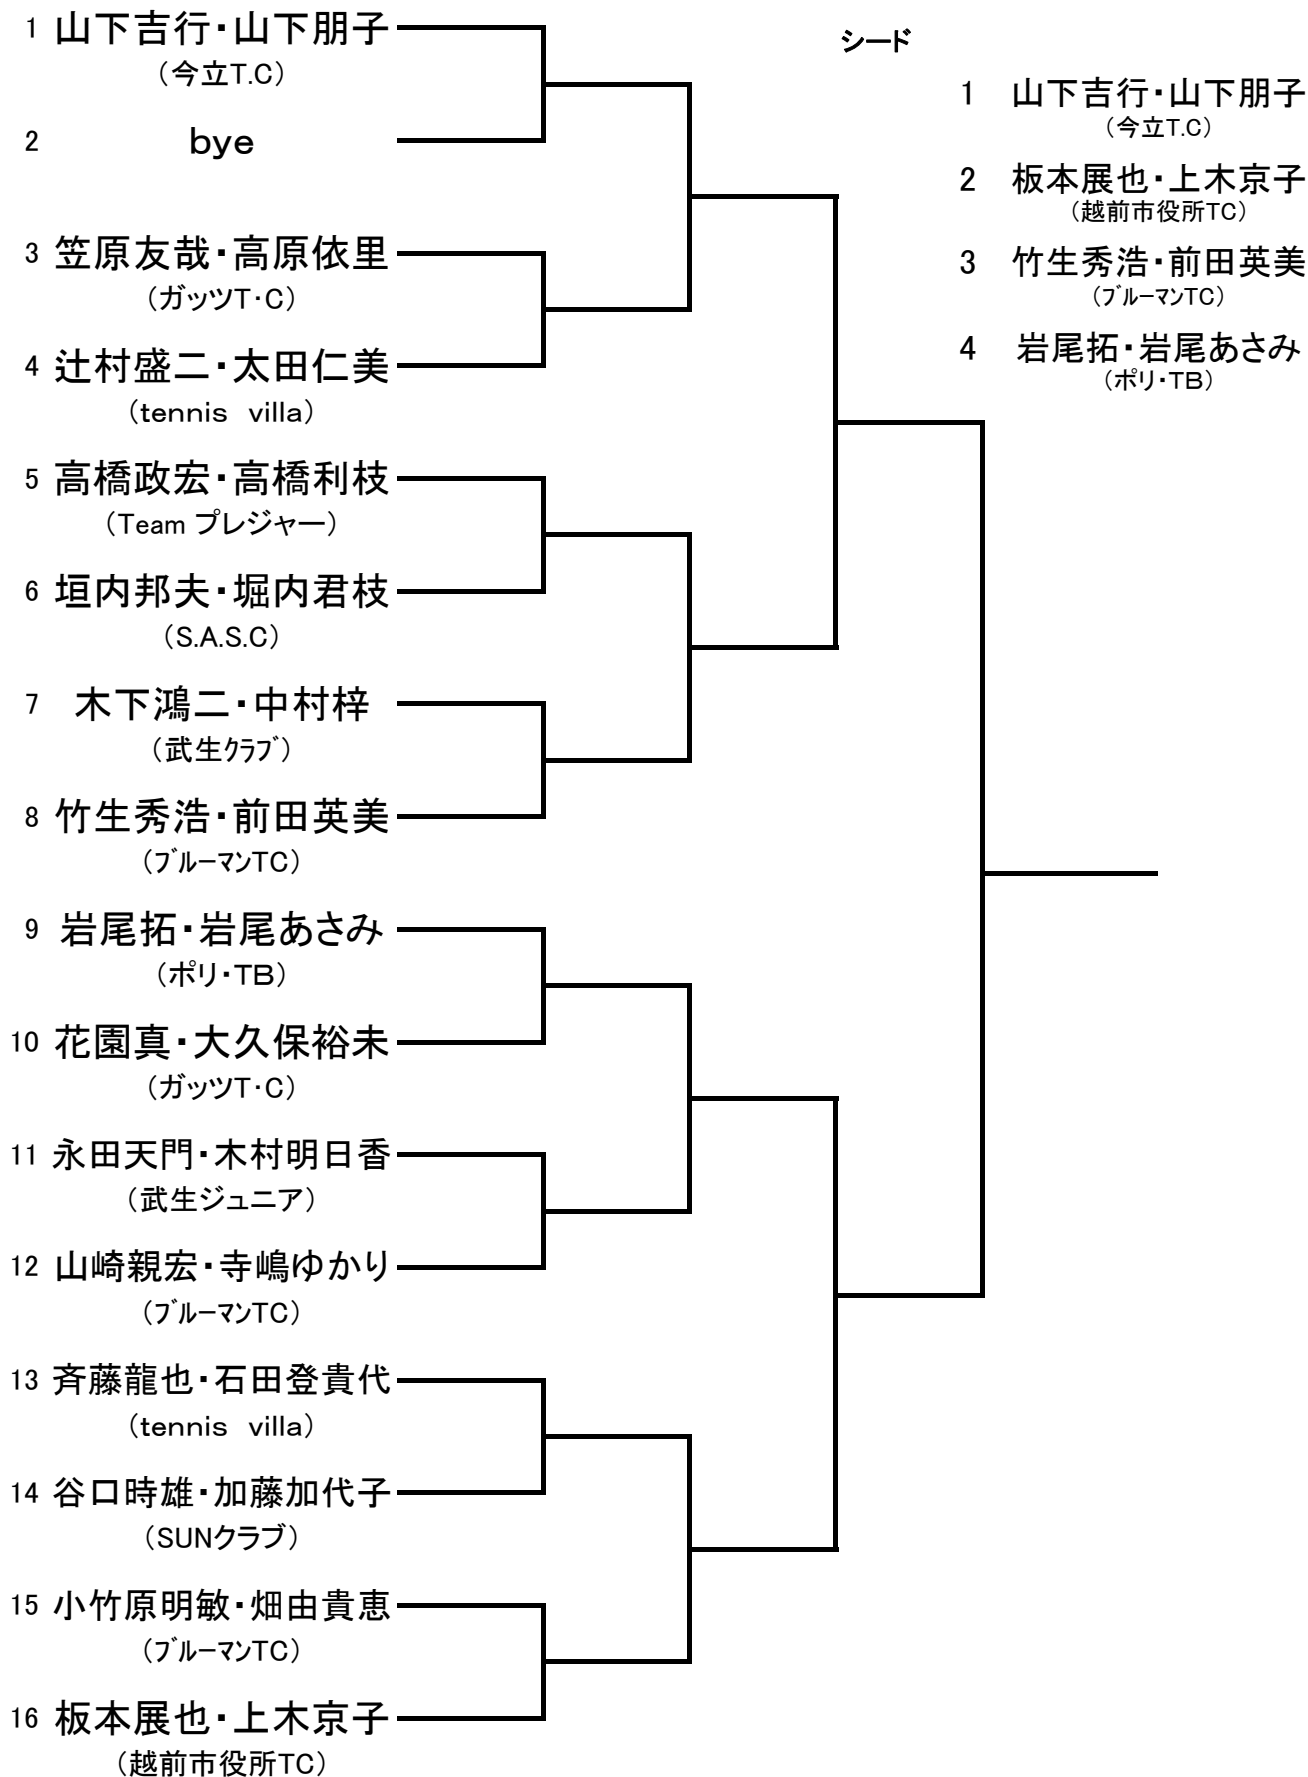 1 山下吉行・山下朋子
（今立T.C）
2 bye
3 笠原友哉・高原依里
（ガッツT・C）
4 辻村盛二・太田仁美
（tennis villa）
5 高橋政宏・高橋利枝
（Team プレジャー）
6 垣内邦夫・堀内君枝
（S.A.S.C）
7 木下鴻二・中村梓
（武生ｸﾗﾌﾞ）
8 竹生秀浩・前田英美
（ﾌﾞﾙｰﾏﾝTC）
9 岩尾拓・岩尾あさみ
（ポリ・TB）
10 花園真・大久保裕未
（ガッツT・C）
11 永田天門・木村明日香
（武生ジュニア）
12 山崎親宏・寺嶋ゆかり
（ﾌﾞﾙｰﾏﾝTC）
13 斉藤龍也・石田登貴代
（tennis villa）
14 谷口時雄・加藤加代子
（SUNクラブ）
15 小竹原明敏・畑由貴恵
（ﾌﾞﾙｰﾏﾝTC）
16 板本展也・上木京子
（越前市役所TC）
シード
1 山下吉行・山下朋子
（今立T.C）
2 板本展也・上木京子
（越前市役所TC）
3 竹生秀浩・前田英美
（ﾌﾞﾙｰﾏﾝTC）
4 岩尾拓・岩尾あさみ
（ポリ・TB）